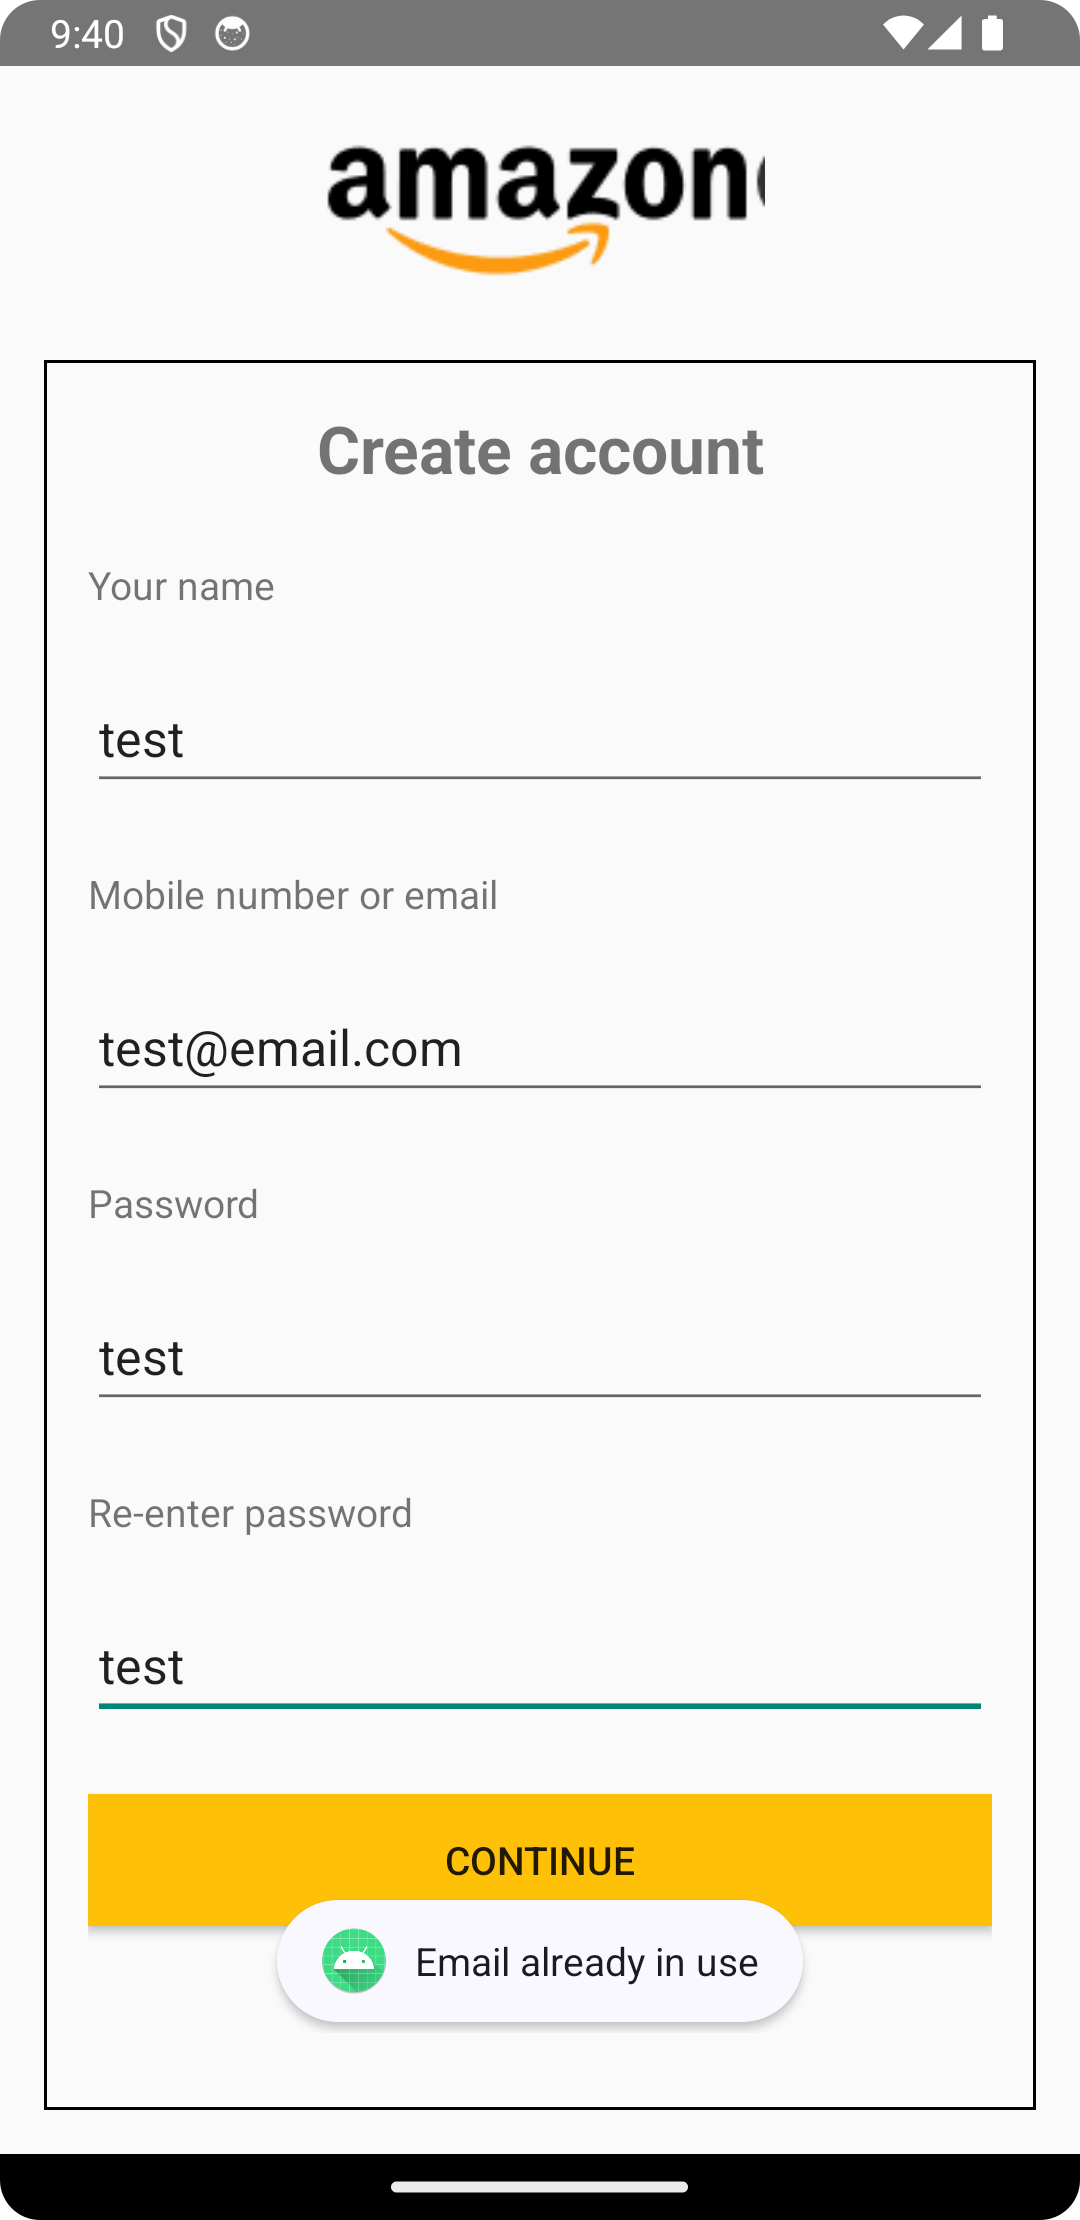 9:40
amazon
Create account
Your name
test
Mobile number or email
test@email.com
Password
test
Re-enter password
test
CONTINUE
Email already in use